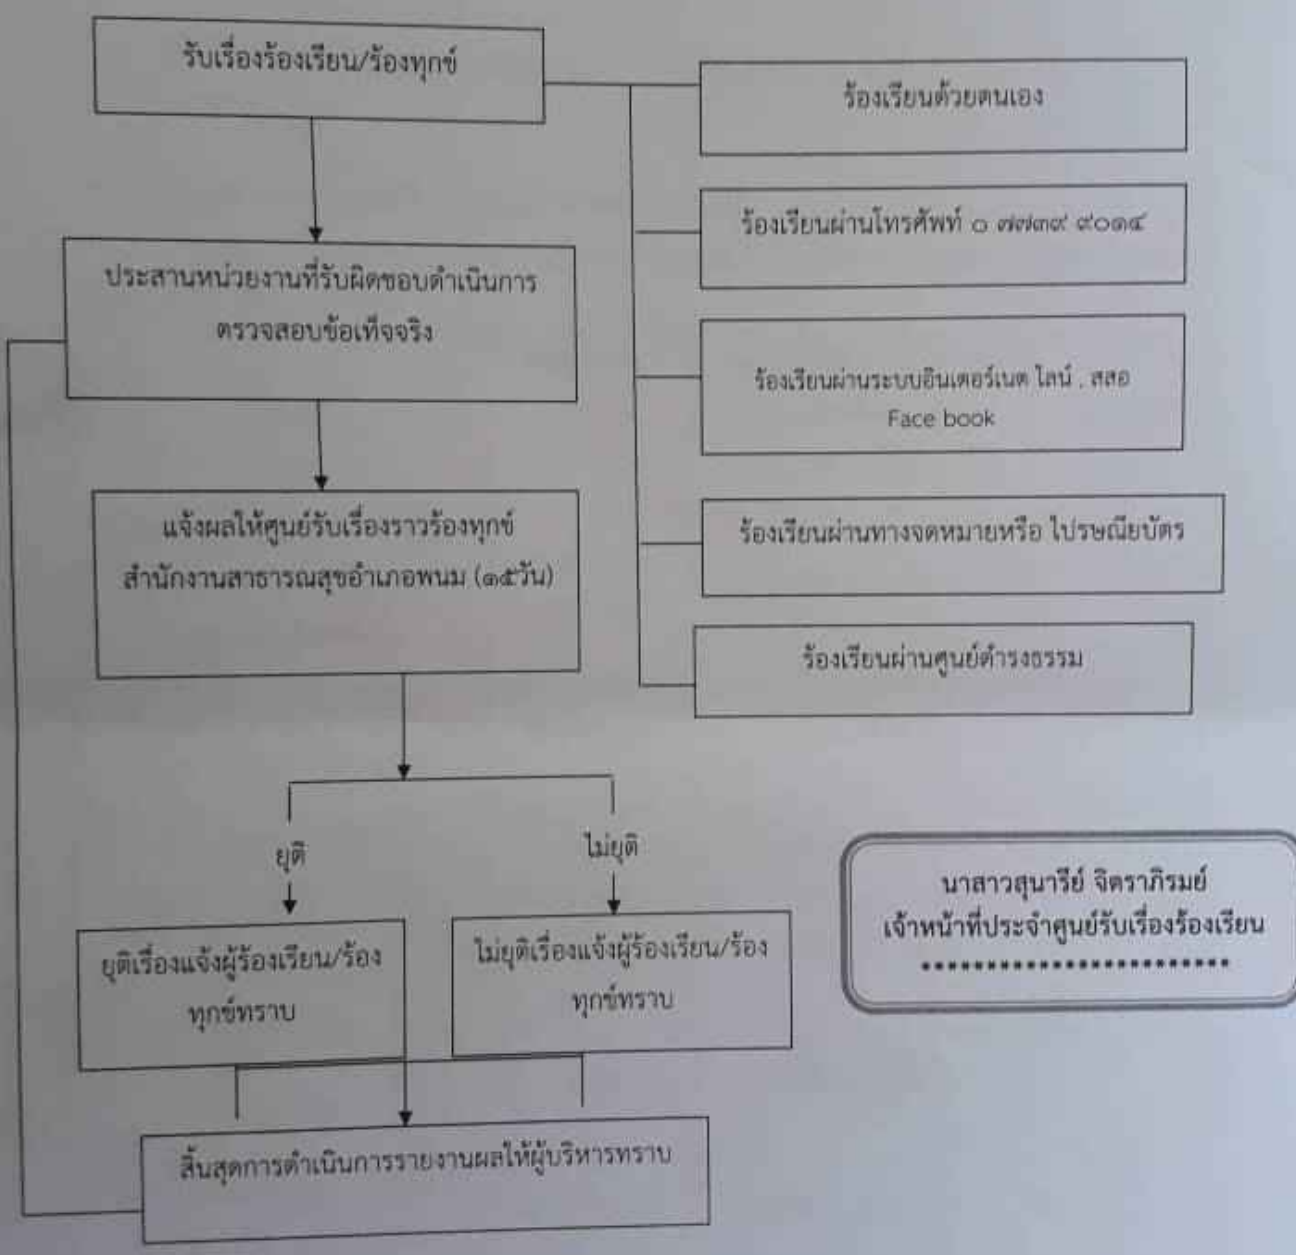 รับเรื่องร้องเรียน/ร้องทุกข์
ร้องเรียนด้วยตนเอง
ร้องเรียนผ่านโทรศัพท์ ๐ ๗๗๓๙ ๙๐๑๔
ประสานหน่วยงานที่รับผิดชอบดำเนินการ
ตรวจสอบข้อเท็จจริง
ร้องเรียนผ่านระบบอินเตอร์เนต ไลน์ . สสอ
Face book
แจ้งผลให้ศูนย์รับเรื่องราวร้องทุกข์
สำนักงานสาธารณสุขอำเภอพนม (๑๕วัน)
ร้องเรียนผ่านทางจดหมายหรือ ไปรษณียบัตร
ร้องเรียนผ่านศูนย์ดำรงธรรม
ยุติ
ไม่ยุติ
ยุติเรื่องแจ้งผู้ร้องเรียน/ร้อง
ทุกข์ทราบ
ไม่ยุติเรื่องแจ้งผู้ร้องเรียน/ร้อง
ทุกข์ทราบ
นาสาวสุนารีย์ จิตราภิรมย์
เจ้าหน้าที่ประจำศูนย์รับเรื่องร้องเรียน
************************
สิ้นสุดการดำเนินการรายงานผลให้ผู้บริหารทราบ